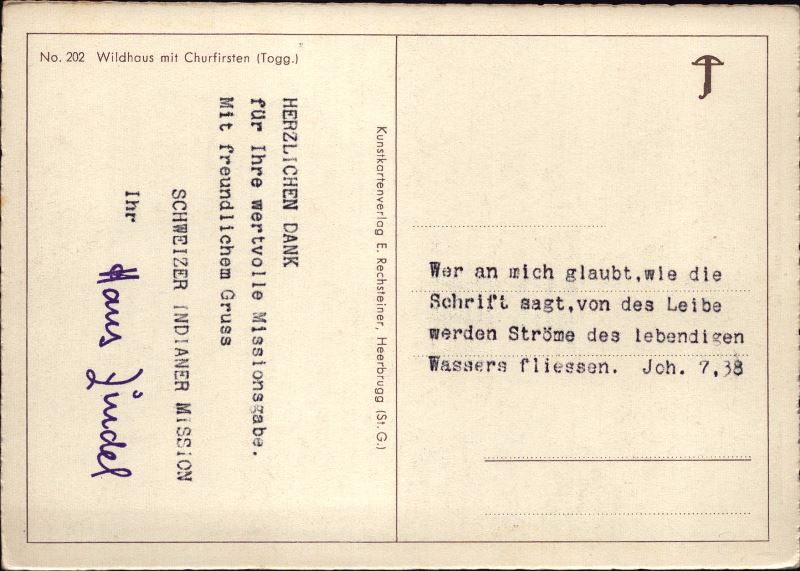 No. 202 Wildhaus mit Churfirsten (Togg.)
HERZLICHEN DANK
für Ihre wertvolle Missionsgabe.
Mit freundlichem Gruss
SCHWEIZER INDIANER MISSION
Ihr
Hans Zindel
Kunstkartenverlag E. Rechsteiner, Heerbrugg (St. G.)
Wer an mich glaubt,wie die
Schrift sagt,von des Leibe
werden Ströme des lebendigen
Wassers fliessen. Joh. 7,38